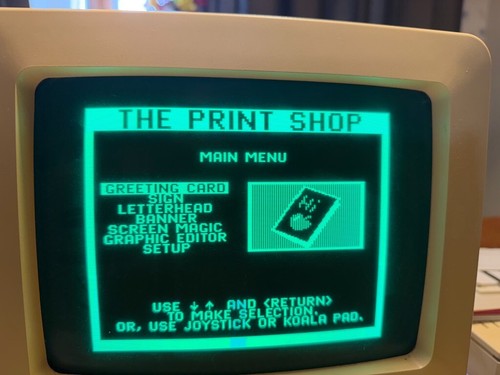 THE PRINT SHOP
MAIN MENU
GREETING CARD
SIGN
LETTERHEAD
BANNER
SCREEN MAGIC
GRAPHIC EDITOR
SETUP
Hi
USE ↓ ↑ AND <RETURN>
TO MAKE SELECTION.
OR, USE JOYSTICK OR KOALA PAD.